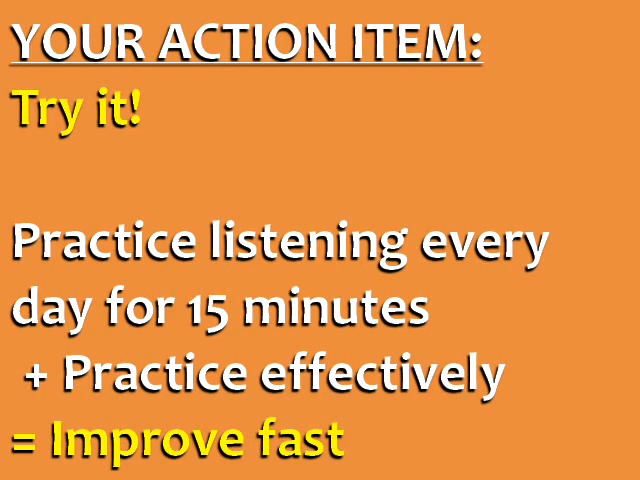 YOUR ACTION ITEM:
Try it!
Practice listening every
day for 15 minutes
+ Practice effectively
= Improve fast